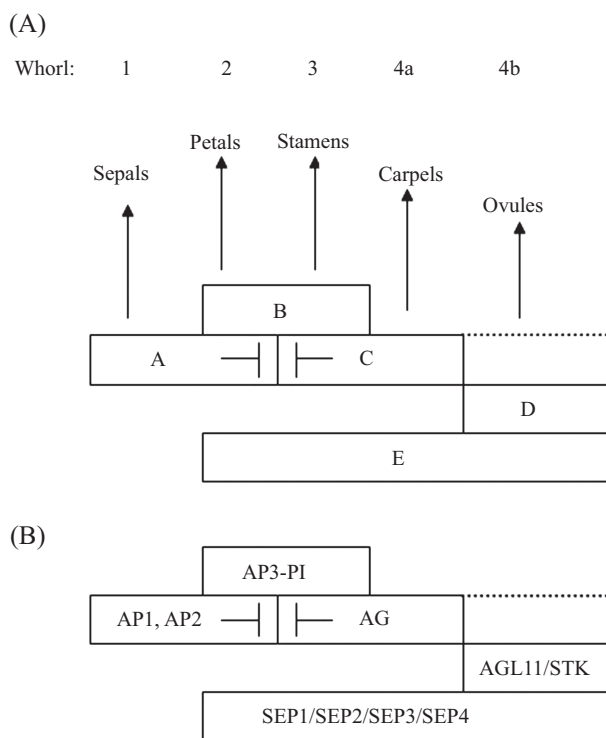 (A)
Whorl: 1 2 3 4a 4b
Petals Stamens
Sepals Carpels
Ovules
B
A C
D
E
(B)
AP3-PI
AP1, AP2 AG
AGL11/STK
SEP1/SEP2/SEP3/SEP4